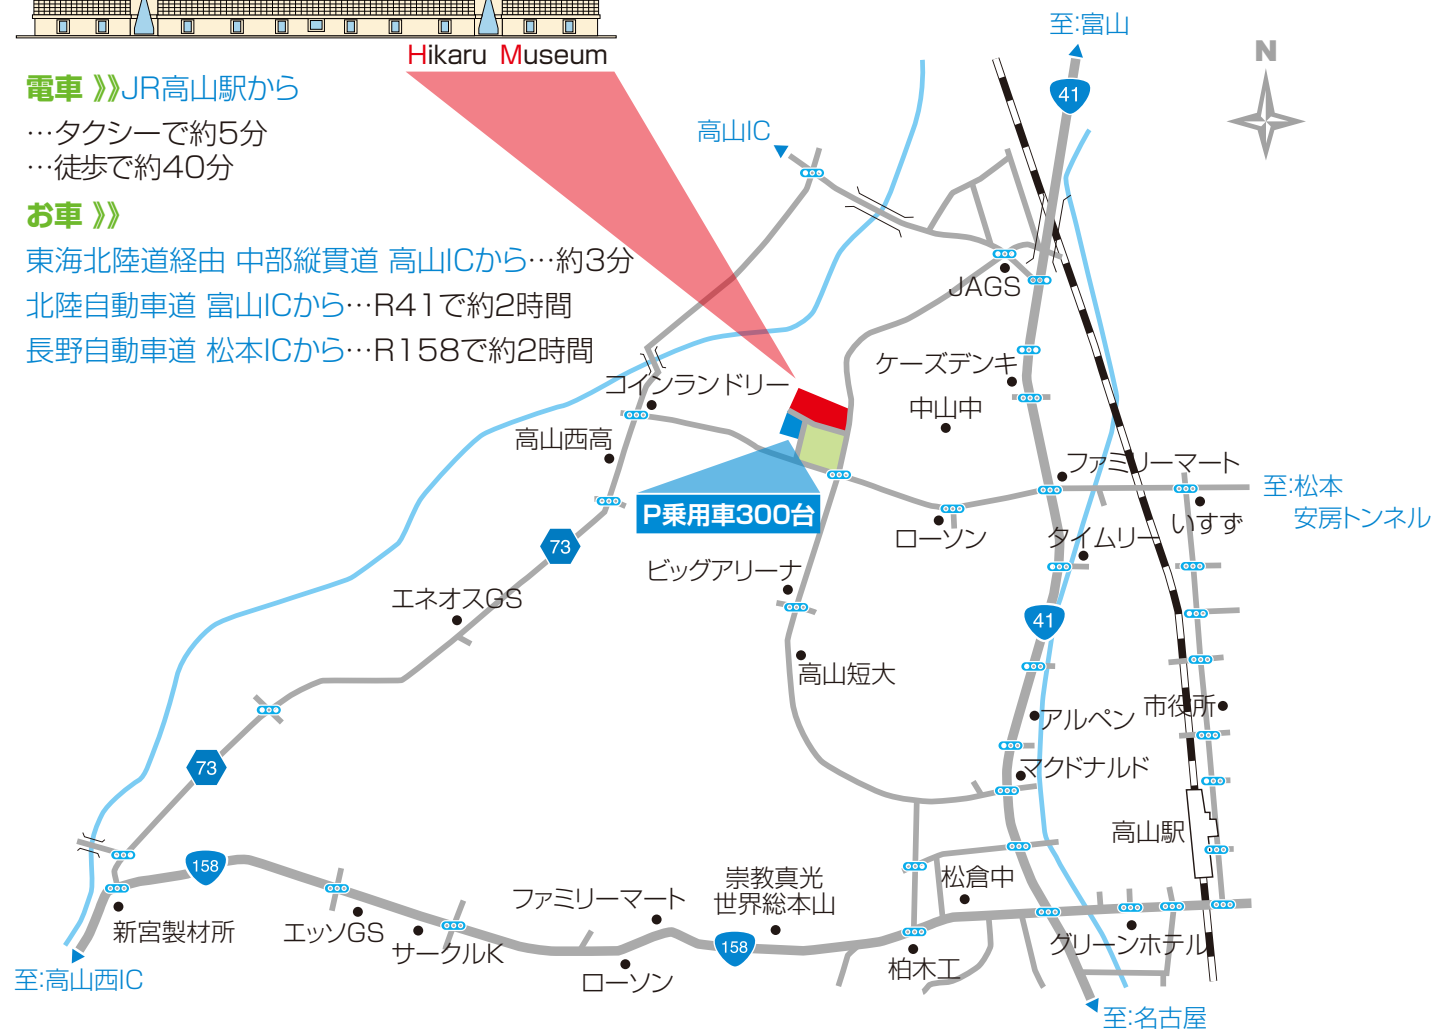 Hikaru Museum
電車 》》JR高山駅から
…タクシーで約5分
…徒歩で約40分
お車 》》
東海北陸道経由 中部縦貫道 高山ICから…約3分
北陸自動車道 富山ICから…R41で約2時間
長野自動車道 松本ICから…R158で約2時間
至:富山
N
41
高山IC
JAGS
ケーズデンキ
コインランドリー
中山中
高山西高
ファミリーマート
至:松本
安房トンネル
P乗用車300台
いすず
ローソン
タイムリー
73
ビッグアリーナ
エネオスGS
41
高山短大
市役所
アルペン
73
マクドナルド
高山駅
158
崇教真光
世界総本山
松倉中
ファミリーマート
新宮製材所
エッソGS
サークルK
158
グリーンホテル
柏木工
ローソン
至:高山西IC
至:名古屋